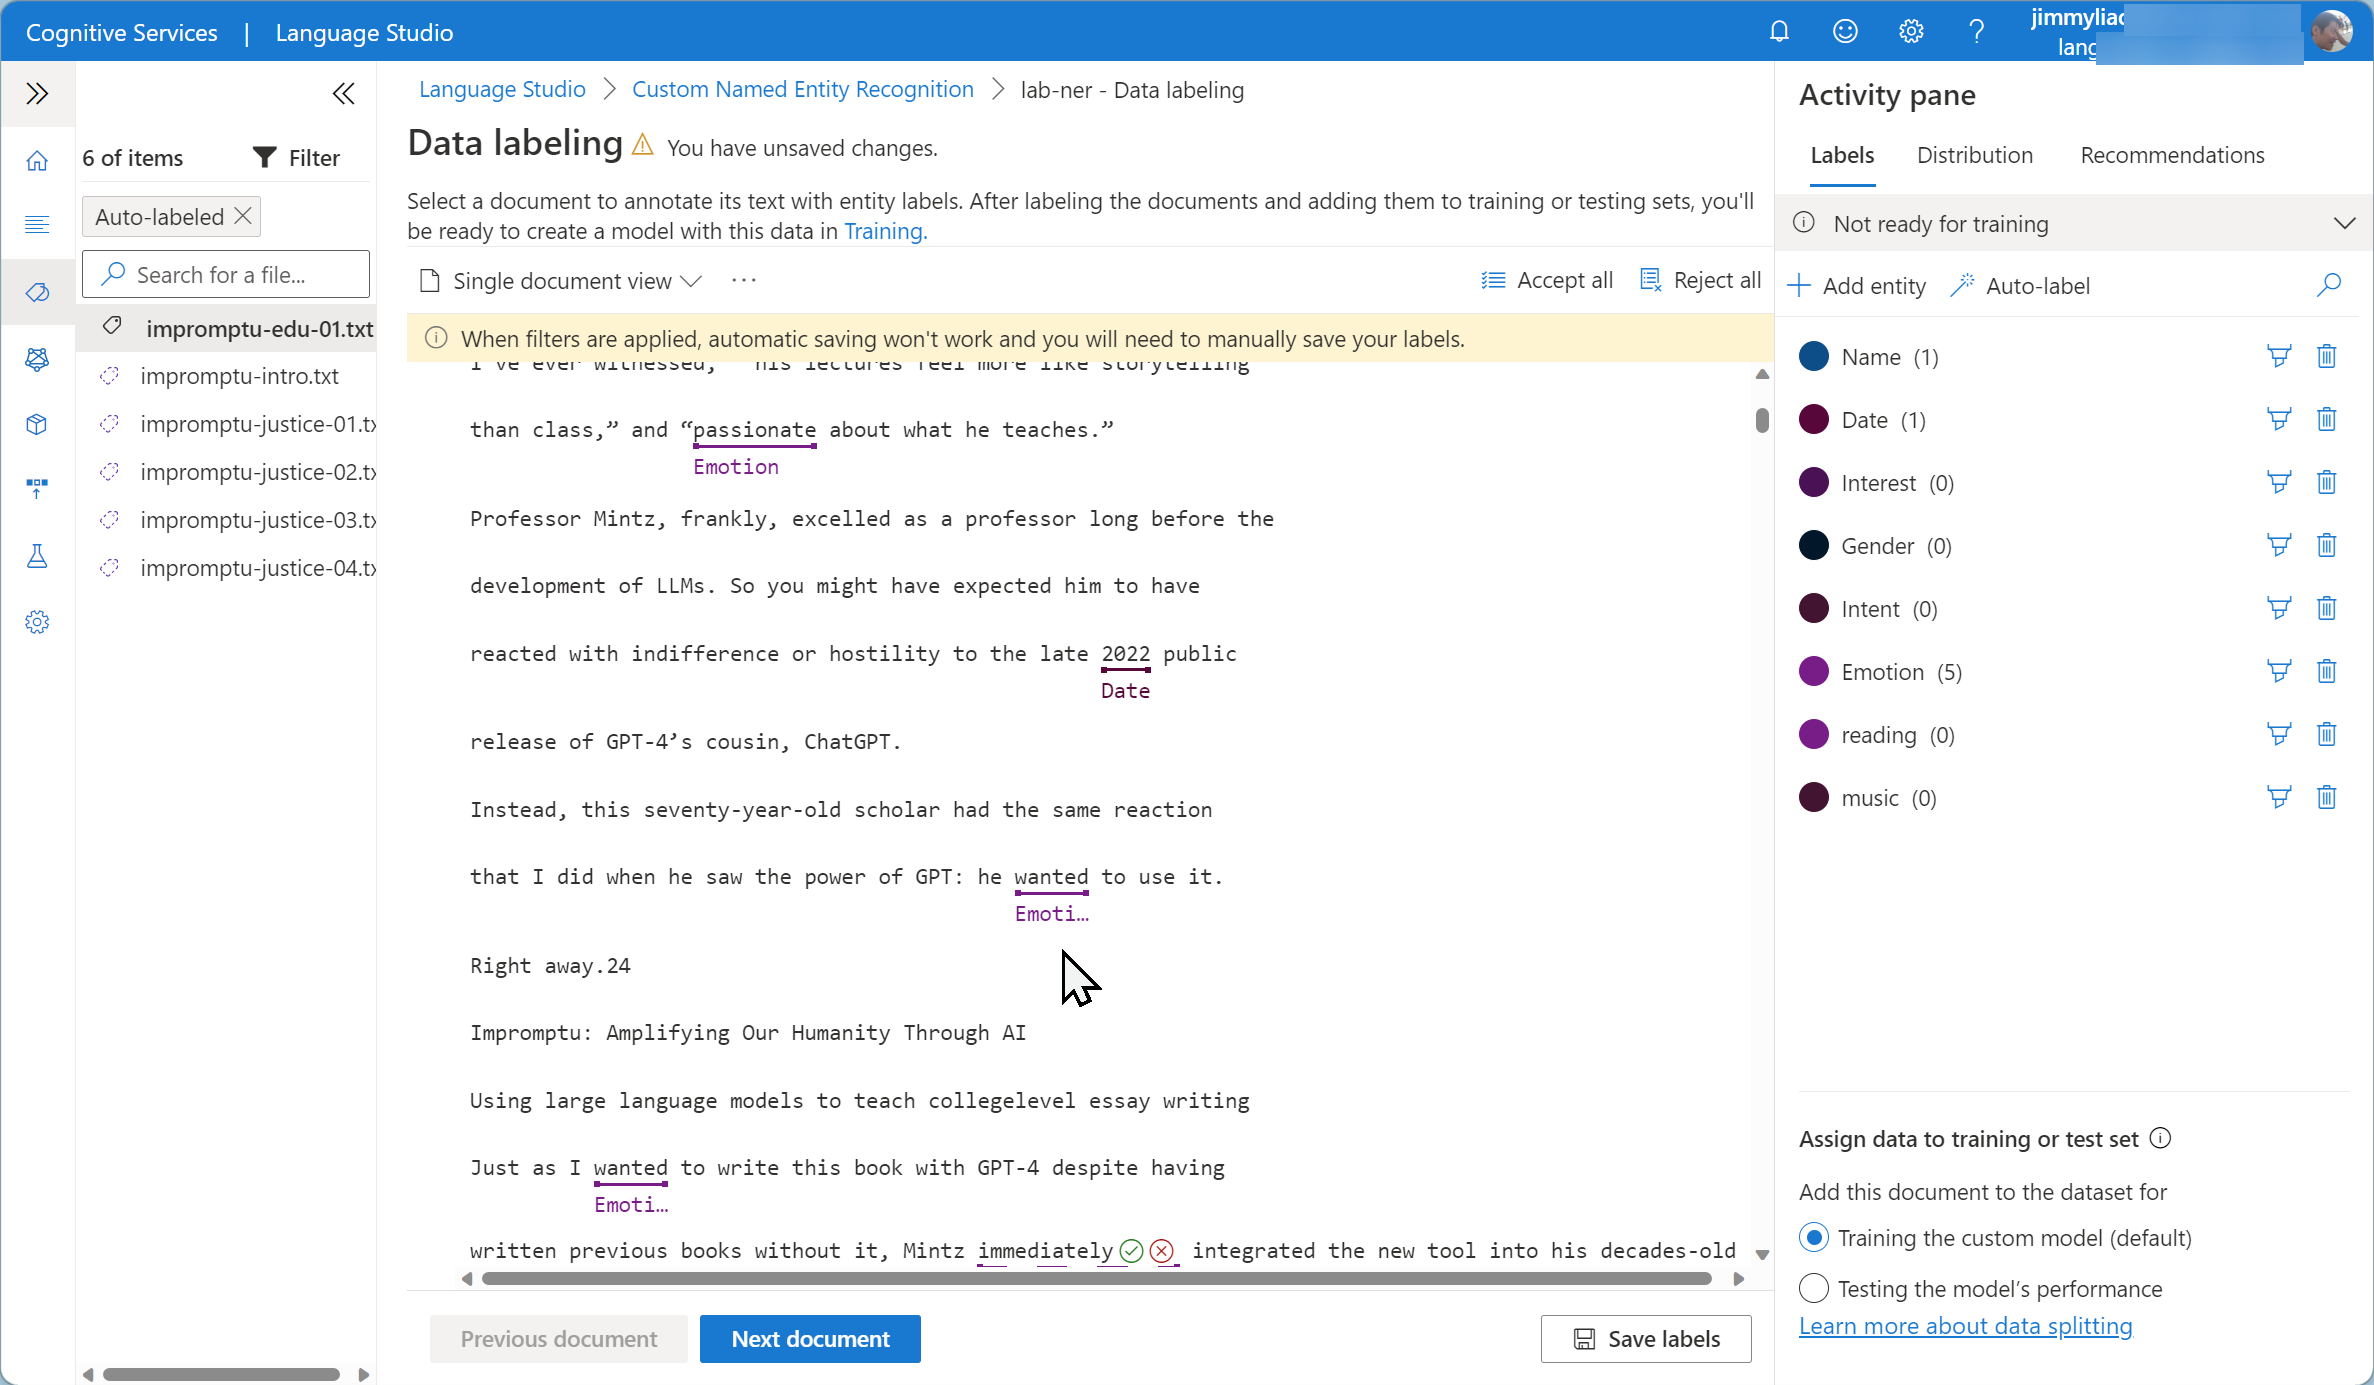 Cognitive Services | Language Studio
jimmyliao
lang
6 of items
Filter
Auto-labeled
Search for a file...
impromptu-edu-01.txt
impromptu-intro.txt
impromptu-justice-01.tx
impromptu-justice-02.tx
impromptu-justice-03.tx
impromptu-justice-04.tx
Language Studio > Custom Named Entity Recognition > lab-ner - Data labeling
Data labeling
You have unsaved changes.
Select a document to annotate its text with entity labels. After labeling the documents and adding them to training or testing sets, you'll
be ready to create a model with this data in Training.
Single document view
...
Accept all
Reject all
When filters are applied, automatic saving won't work and you will need to manually save your labels.
I've ever witnessed," "His lectures feel more like storytelling
than class,” and “passionate about what he teaches.”
Emotion
Professor Mintz, frankly, excelled as a professor long before the
development of LLMs. So you might have expected him to have
reacted with indifference or hostility to the late 2022 public
Date
release of GPT-4’s cousin, ChatGPT.
Instead, this seventy-year-old scholar had the same reaction
that I did when he saw the power of GPT: he wanted to use it.
Emoti...
Right away.24
Impromptu: Amplifying Our Humanity Through AI
Using large language models to teach collegelevel essay writing
Just as I wanted to write this book with GPT-4 despite having
Emoti...
written previous books without it, Mintz immediately integrated the new tool into his decades-old
Previous document
Next document
Save labels
Activity pane
Labels
Distribution
Recommendations
Not ready for training
Add entity
Auto-label
Name (1)
Date (1)
Interest (0)
Gender (0)
Intent (0)
Emotion (5)
reading (0)
music (0)
Assign data to training or test set
Add this document to the dataset for
Training the custom model (default)
Testing the model’s performance
Learn more about data splitting